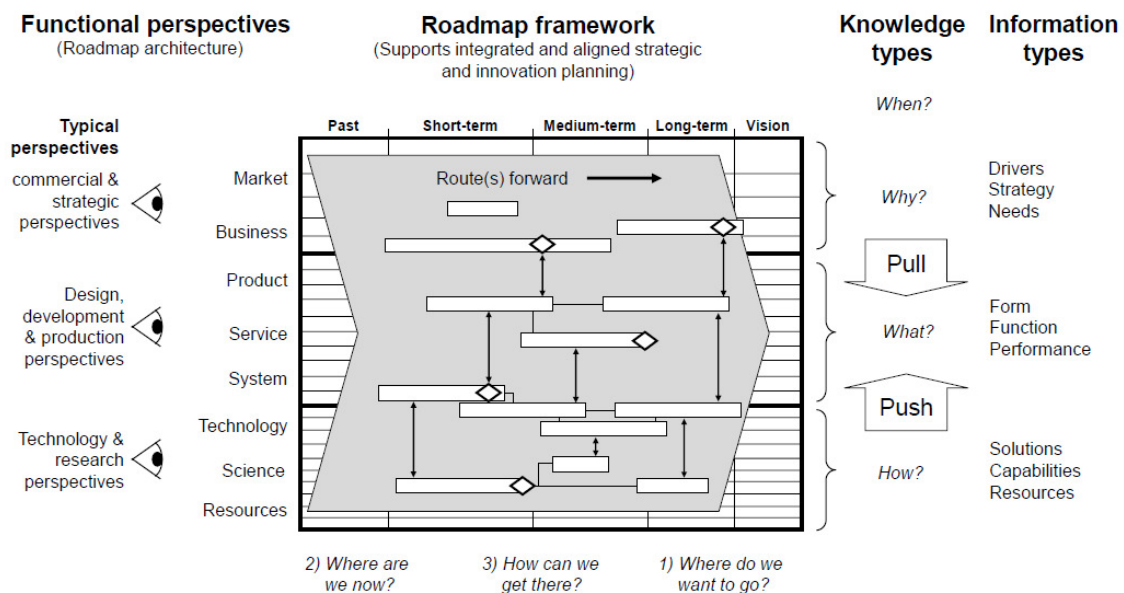 Functional perspectives
(Roadmap architecture)
Roadmap framework
(Supports integrated and aligned strategic
and innovation planning)
Knowledge
types
Information
types
When?
Typical
perspectives
Past
Short-term
Medium-term
Long-term
Vision
commercial &
strategic
perspectives
Market
Business
Route(s) forward
Why?
Drivers
Strategy
Needs
Pull
Design,
development
& production
perspectives
Product
Service
System
What?
Form
Function
Performance
Push
Technology &
research
perspectives
Technology
Science
Resources
How?
Solutions
Capabilities
Resources
2) Where are
we now?
3) How can we
get there?
1) Where do we
want to go?